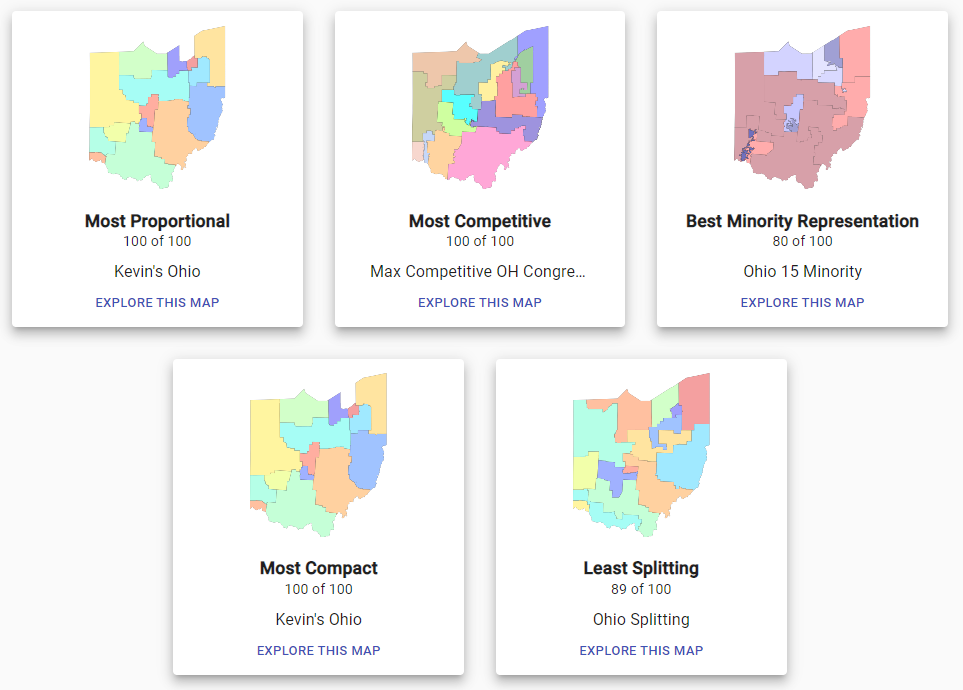 Most Proportional
100 of 100
Kevin's Ohio
EXPLORE THIS MAP
Most Competitive
100 of 100
Max Competitive OH Congre...
EXPLORE THIS MAP
Best Minority Representation
80 of 100
Ohio 15 Minority
EXPLORE THIS MAP
Most Compact
100 of 100
Kevin's Ohio
EXPLORE THIS MAP
Least Splitting
89 of 100
Ohio Splitting
EXPLORE THIS MAP